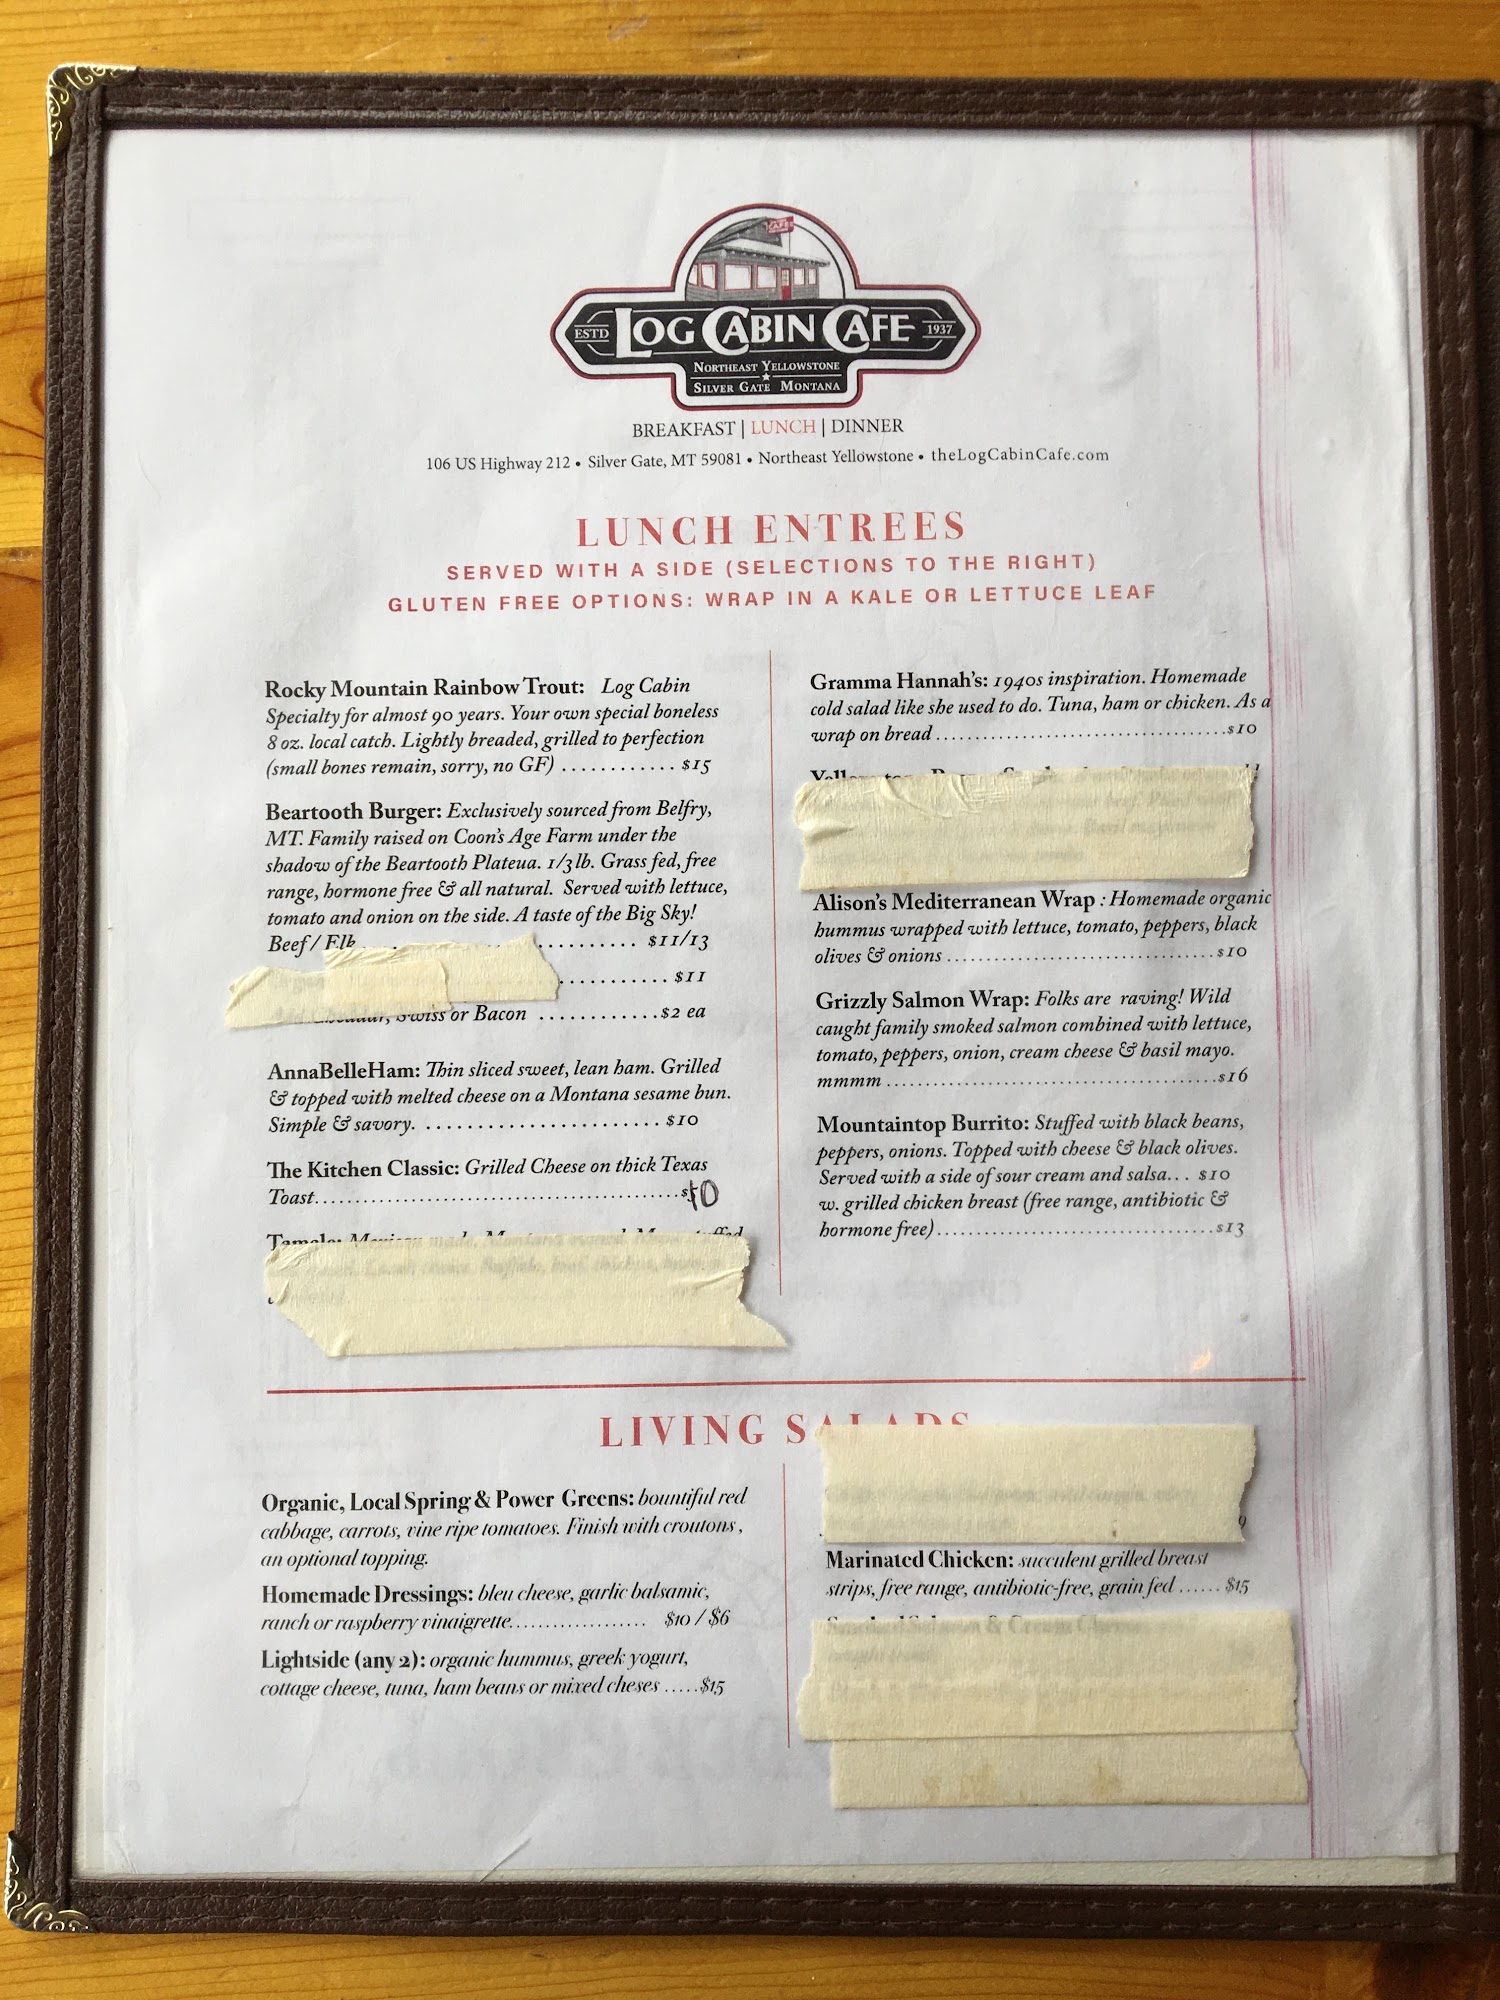 CAFE
ESTD LOG CABIN CAFE 1937
NORTHEAST YELLOWSTONE
SILVER GATE MONTANA
BREAKFAST | LUNCH | DINNER
106 US Highway 212 • Silver Gate, MT 59081 • Northeast Yellowstone • theLogCabinCafe.com
LUNCH ENTREES
SERVED WITH A SIDE (SELECTIONS TO THE RIGHT)
GLUTEN FREE OPTIONS: WRAP IN A KALE OR LETTUCE LEAF
Rocky Mountain Rainbow Trout: Log Cabin
Specialty for almost 90 years. Your own special boneless
8 oz. local catch. Lightly breaded, grilled to perfection
(small bones remain, sorry, no GF) ............ $15
Beartooth Burger: Exclusively sourced from Belfry,
MT. Family raised on Coon's Age Farm under the
shadow of the Beartooth Plateua. 1/3 lb. Grass fed, free
range, hormone free & all natural. Served with lettuce,
tomato and onion on the side. A taste of the Big Sky!
Beef / Elk ........... $11/13
........... $11
Add Cheddar, Swiss or Bacon ............$2 ea
AnnaBelleHam: Thin sliced sweet, lean ham. Grilled
& topped with melted cheese on a Montana sesame bun.
Simple & savory. ........................ $10
The Kitchen Classic: Grilled Cheese on thick Texas
Toast..........................................$10
Tamale: Mexican made, Montana
Gramma Hannah's: 1940s inspiration. Homemade
cold salad like she used to do. Tuna, ham or chicken. As a
wrap on bread ..................................$10
Yellowstone
Alison's Mediterranean Wrap : Homemade organic
hummus wrapped with lettuce, tomato, peppers, black
olives & onions ................................$10
Grizzly Salmon Wrap: Folks are raving! Wild
caught family smoked salmon combined with lettuce,
tomato, peppers, onion, cream cheese & basil mayo.
mmmm .......................................$16
Mountaintop Burrito: Stuffed with black beans,
peppers, onions. Topped with cheese & black olives.
Served with a side of sour cream and salsa... $10
w. grilled chicken breast (free range, antibiotic &
hormone free).................................$13
LIVING SALADS
Organic, Local Spring & Power Greens: bountiful red
cabbage, carrots, vine ripe tomatoes. Finish with croutons,
an optional topping.
Homemade Dressings: bleu cheese, garlic balsamic,
ranch or raspberry vinaigrette.................... $10 / $6
Lightside (any 2): organic hummus, greek yogurt,
cottage cheese, tuna, ham beans or mixed cheses .....$15
9
Marinated Chicken: succulent grilled breast
strips, free range, antibiotic-free, grain fed ...... $15
Smoked Salmon & Cream Cheese